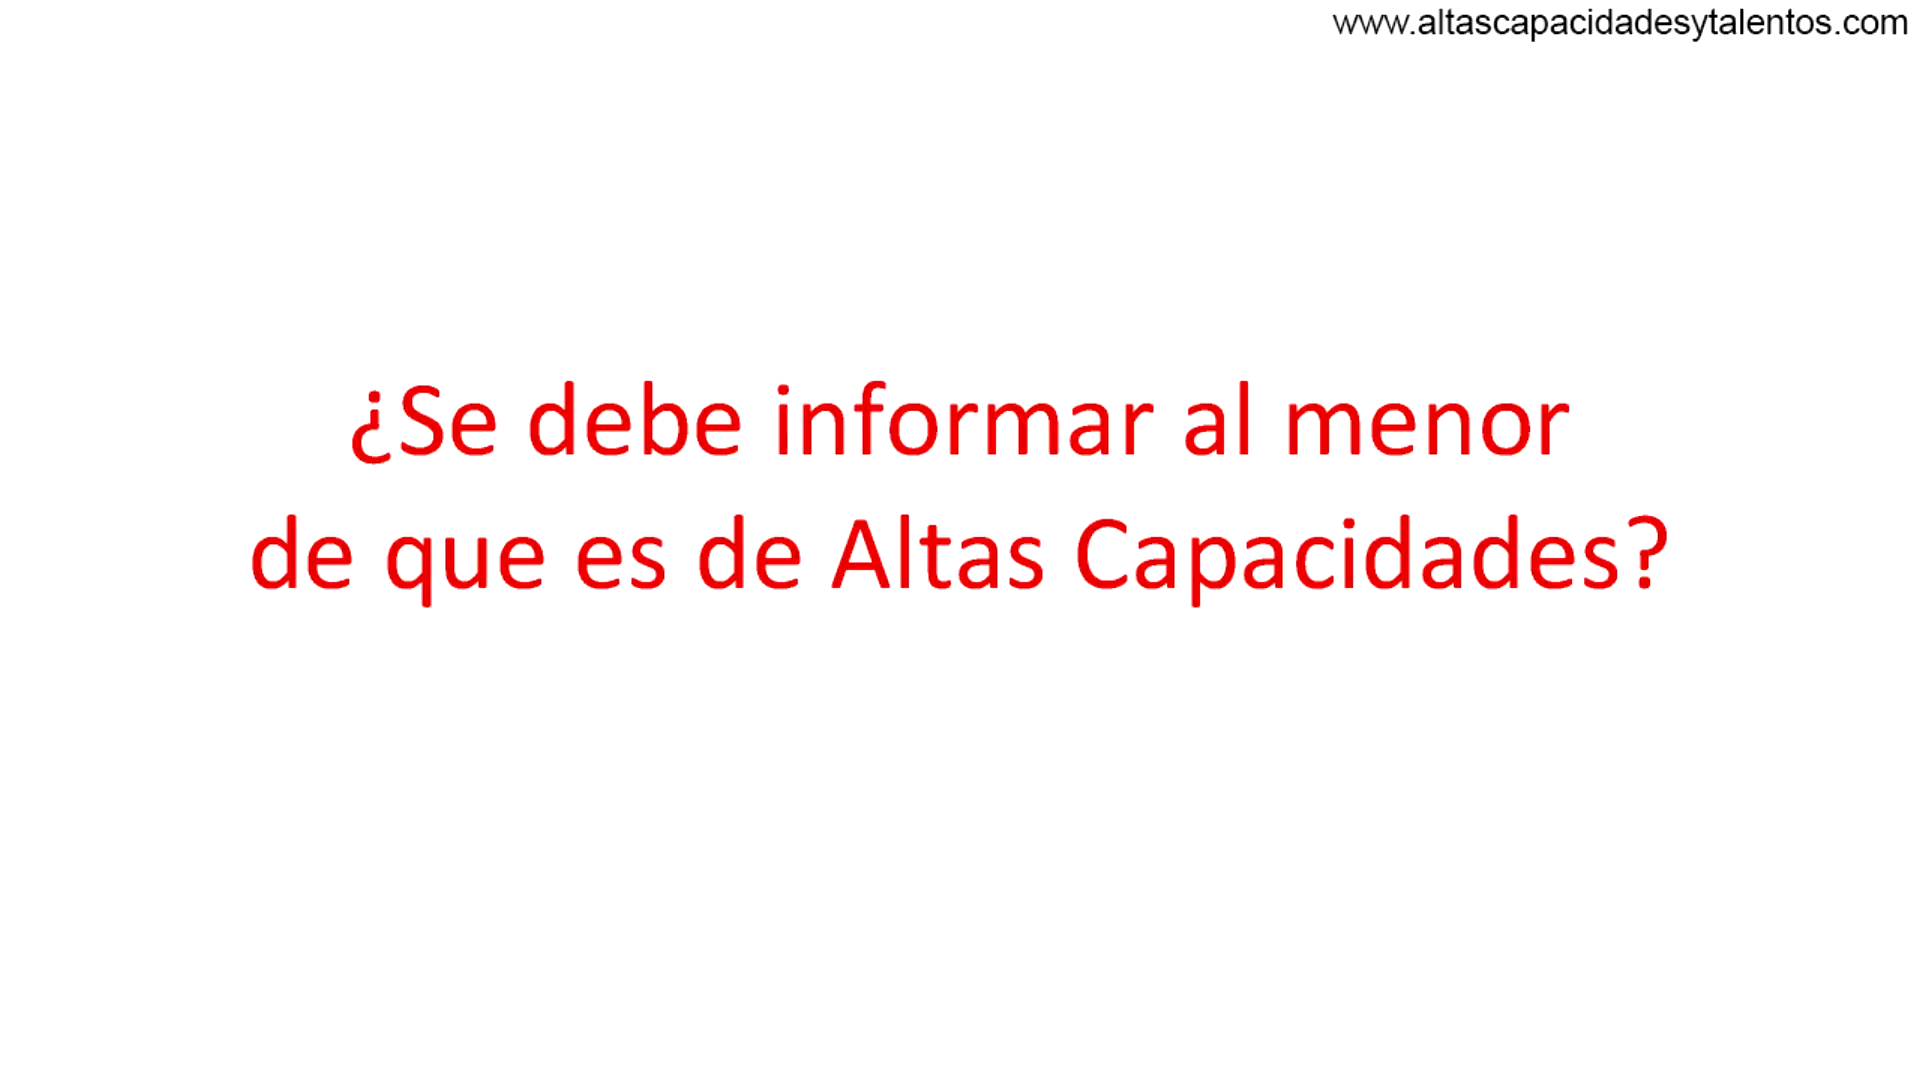 www.altascapacidadesytalentos.com
¿Se debe informar al menor
de que es de Altas Capacidades?